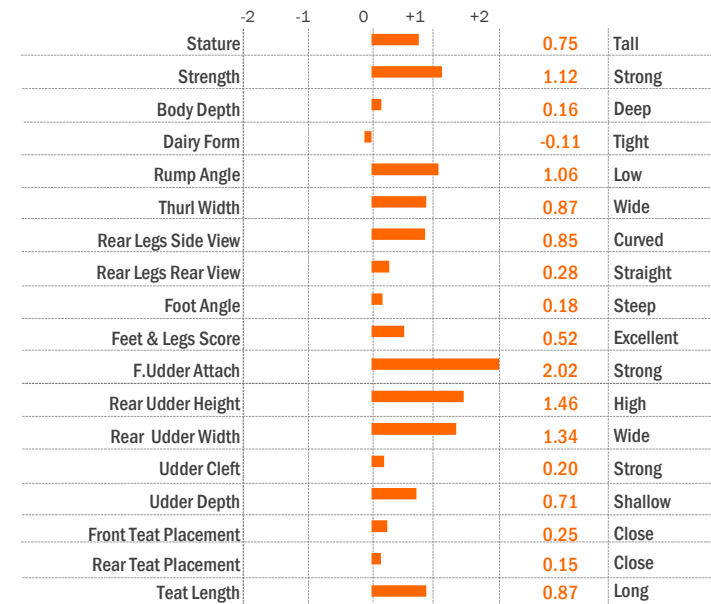 -2 -1 0 +1 +2
Stature 0.75 Tall
Strength 1.12 Strong
Body Depth 0.16 Deep
Dairy Form -0.11 Tight
Rump Angle 1.06 Low
Thurl Width 0.87 Wide
Rear Legs Side View 0.85 Curved
Rear Legs Rear View 0.28 Straight
Foot Angle 0.18 Steep
Feet & Legs Score 0.52 Excellent
F.Udder Attach 2.02 Strong
Rear Udder Height 1.46 High
Rear Udder Width 1.34 Wide
Udder Cleft 0.20 Strong
Udder Depth 0.71 Shallow
Front Teat Placement 0.25 Close
Rear Teat Placement 0.15 Close
Teat Length 0.87 Long